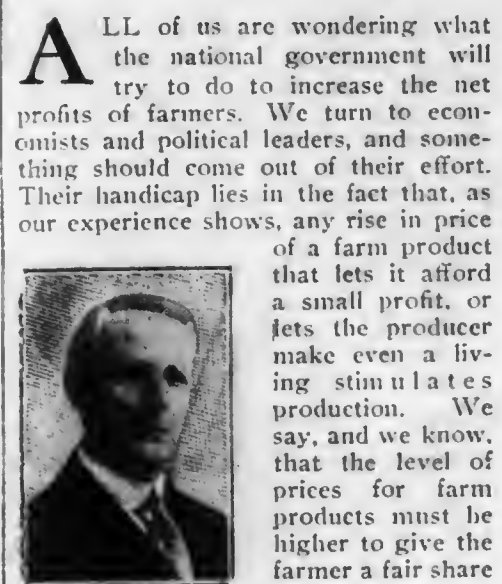 ALL of us are wondering what
the national government will
try to do to increase the net
profits of farmers. We turn to econ-
omists and political leaders, and some-
thing should come out of their effort.
Their handicap lies in the fact that, as
our experience shows, any rise in price
of a farm product
that lets it afford
a small profit, or
lets the producer
make even a liv-
ing stimulates
production. We
say, and we know,
that the level of
prices for farm
products must be
higher to give the
farmer a fair share